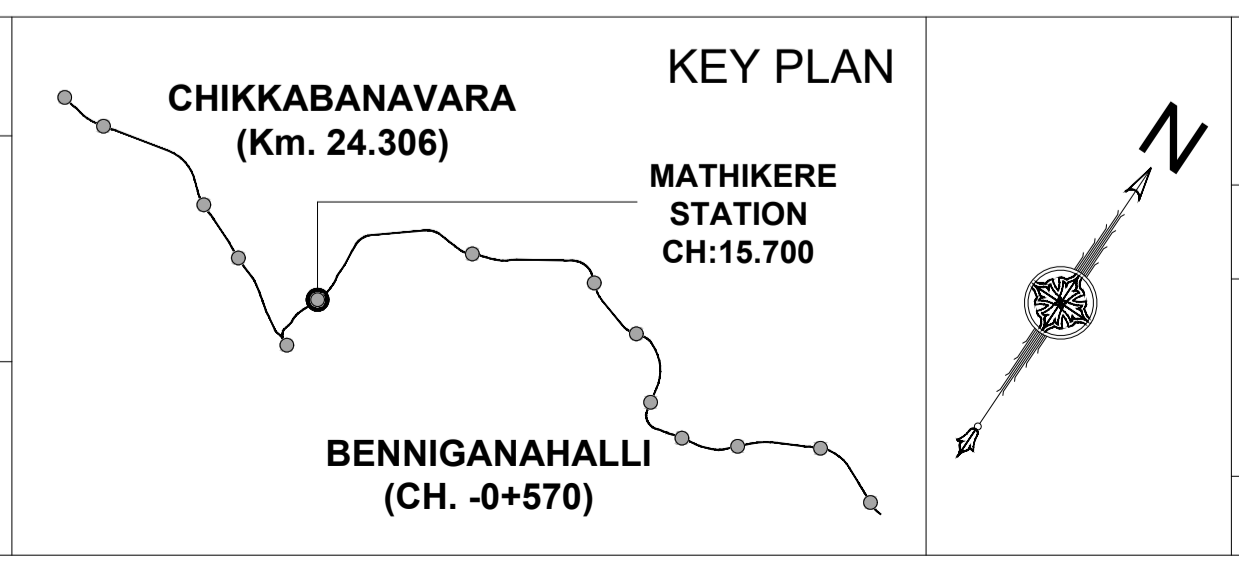 KEY PLAN
CHIKKABANAVARA
(Km. 24.306)
MATHIKERE
STATION
CH:15.700
BENNIGANAHALLI
(CH. -0+570)
N